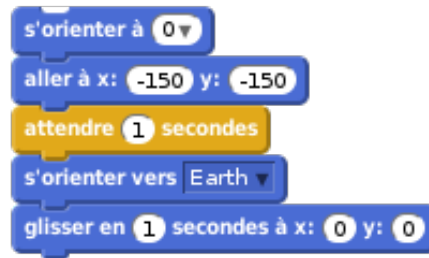 s'orienter à 0
aller à x: -150 y: -150
attendre 1 secondes
s'orienter vers Earth
glisser en 1 secondes à x: 0 y: 0